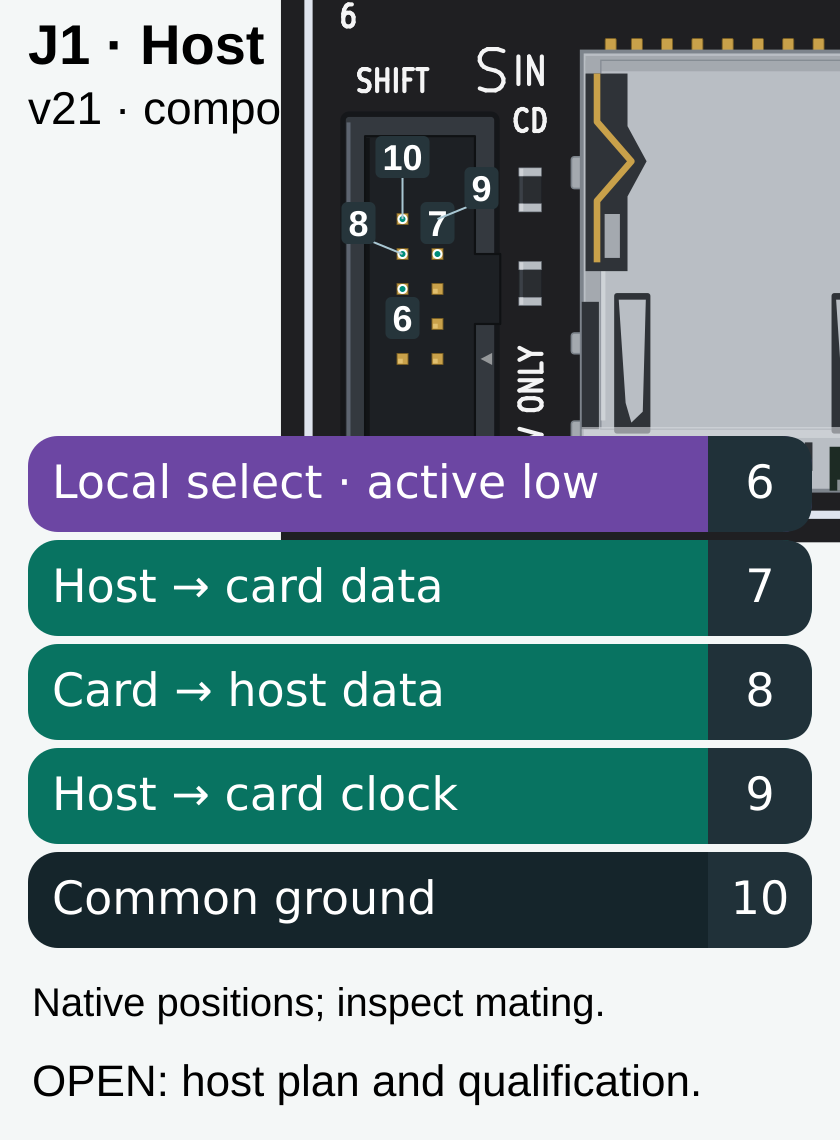 J1 · Host
v21 · compo
6
SHIFT
S IN
CD
10
9
8
7
6
ONLY
Local select · active low 6
Host → card data 7
Card → host data 8
Host → card clock 9
Common ground 10
Native positions; inspect mating.
OPEN: host plan and qualification.